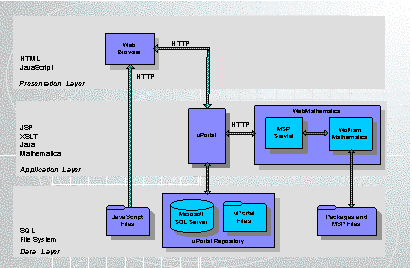 Web
Browser
HTTP
HTML
JavaScript
HTTP
Presentation Layer
WebMathematica
JSP
XSLT
Java
Mathematica
uPortal
HTTP
MSP
Servlet
Wolfram
Mathematica
Application Layer
JavaScript
Files
Microsoft
SQL Server
uPortal
Files
Packages and
MSP Files
SQL
File System
uPortal Repository
Data Layer